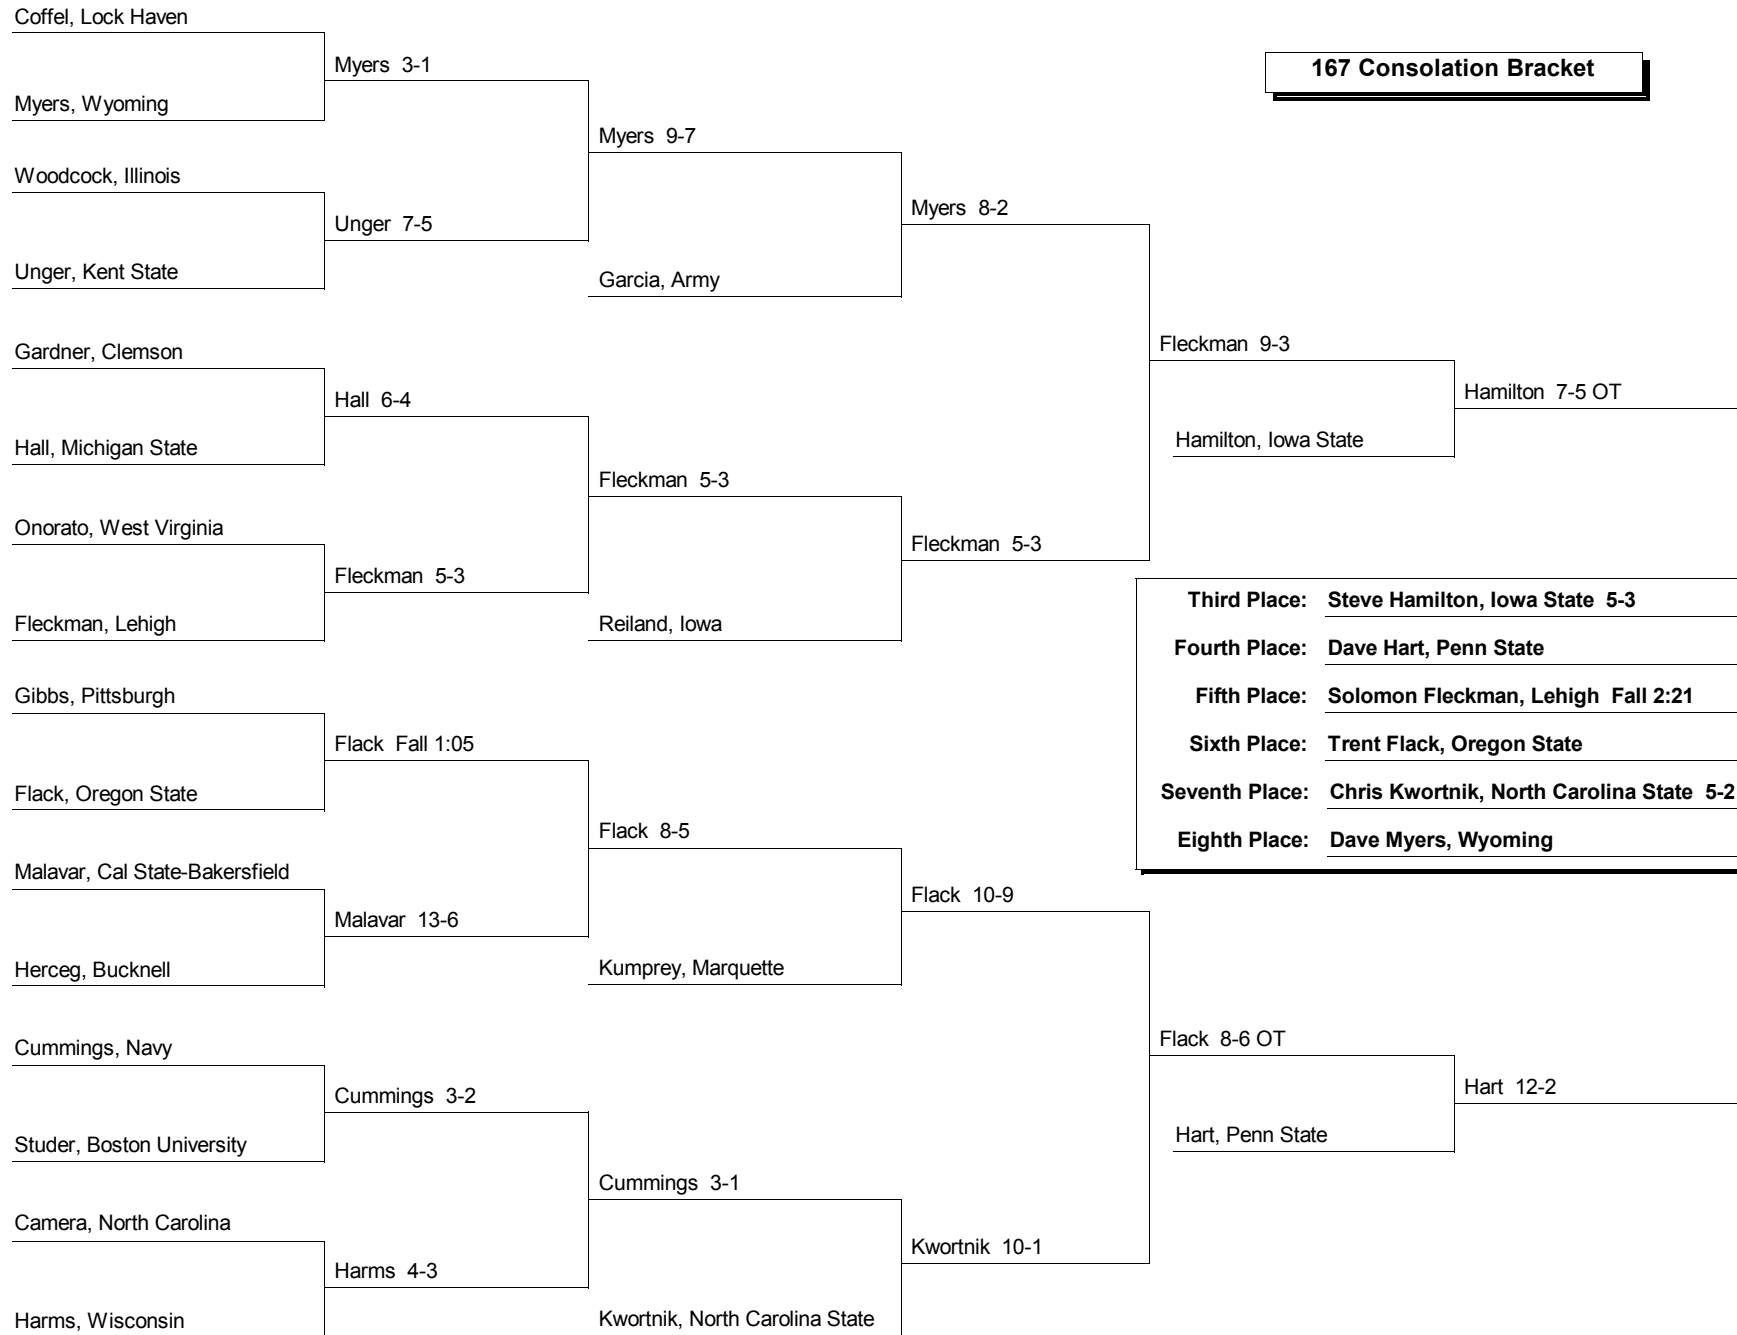 Coffel, Lock Haven
Myers 3-1
167 Consolation Bracket
Myers, Wyoming
Myers 9-7
Woodcock, Illinois
Myers 8-2
Unger 7-5
Unger, Kent State
Garcia, Army
Gardner, Clemson
Fleckman 9-3
Hall 6-4
Hamilton 7-5 OT
Hall, Michigan State
Hamilton, Iowa State
Fleckman 5-3
Onorato, West Virginia
Fleckman 5-3
Fleckman 5-3
Fleckman, Lehigh
Reiland, Iowa
Third Place: Steve Hamilton, Iowa State 5-3
Fourth Place: Dave Hart, Penn State
Fifth Place: Solomon Fleckman, Lehigh Fall 2:21
Sixth Place: Trent Flack, Oregon State
Seventh Place: Chris Kwortnik, North Carolina State 5-2
Eighth Place: Dave Myers, Wyoming
Gibbs, Pittsburgh
Flack Fall 1:05
Flack, Oregon State
Flack 8-5
Malavar, Cal State-Bakersfield
Flack 10-9
Malavar 13-6
Herceg, Bucknell
Kumprey, Marquette
Cummings, Navy
Flack 8-6 OT
Cummings 3-2
Hart 12-2
Studer, Boston University
Hart, Penn State
Cummings 3-1
Camera, North Carolina
Kwortnik 10-1
Harms 4-3
Harms, Wisconsin
Kwortnik, North Carolina State